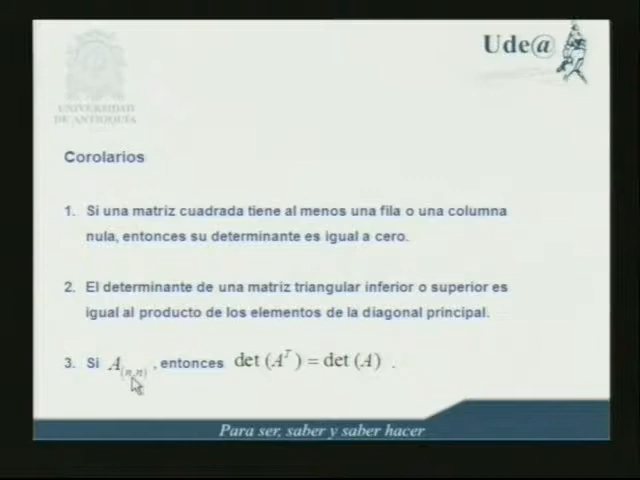 Ude@
UNIVERSIDAD
DE ANTIOQUIA
Corolarios
1. Si una matriz cuadrada tiene al menos una fila o una columna
nula, entonces su determinante es igual a cero.
2. El determinante de una matriz triangular inferior o superior es
igual al producto de los elementos de la diagonal principal.
3. Si A(n,n) , entonces det (A^T) = det (A) .
Para ser, saber y saber hacer